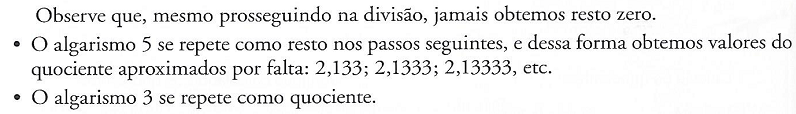 Observe que, mesmo prosseguindo na divisão, jamais obtemos resto zero.
• O algarismo 5 se repete como resto nos passos seguintes, e dessa forma obtemos valores do
quociente aproximados por falta: 2,133; 2,1333; 2,13333, etc.
• O algarismo 3 se repete como quociente.